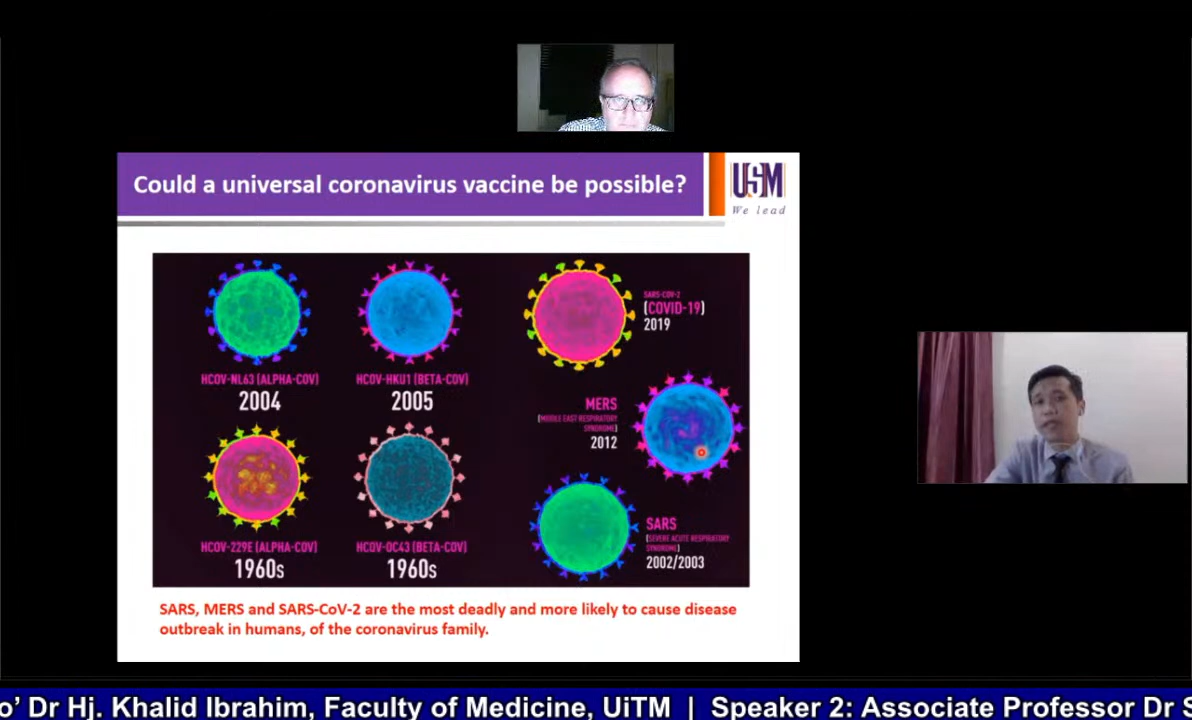 Could a universal coronavirus vaccine be possible?
USM
We lead
HCOV-NL63 (ALPHA-COV)
2004
HCOV-HKU1 (BETA-COV)
2005
SARS-COV-2
(COVID-19)
2019
MERS
(MIDDLE EAST RESPIRATORY
SYNDROME)
2012
HCOV-229E (ALPHA-COV)
1960s
HCOV-OC43 (BETA-COV)
1960s
SARS
(SEVERE ACUTE RESPIRATORY
SYNDROME)
2002/2003
SARS, MERS and SARS-CoV-2 are the most deadly and more likely to cause disease
outbreak in humans, of the coronavirus family.
o’ Dr Hj. Khalid Ibrahim, Faculty of Medicine, UiTM | Speaker 2: Associate Professor Dr S